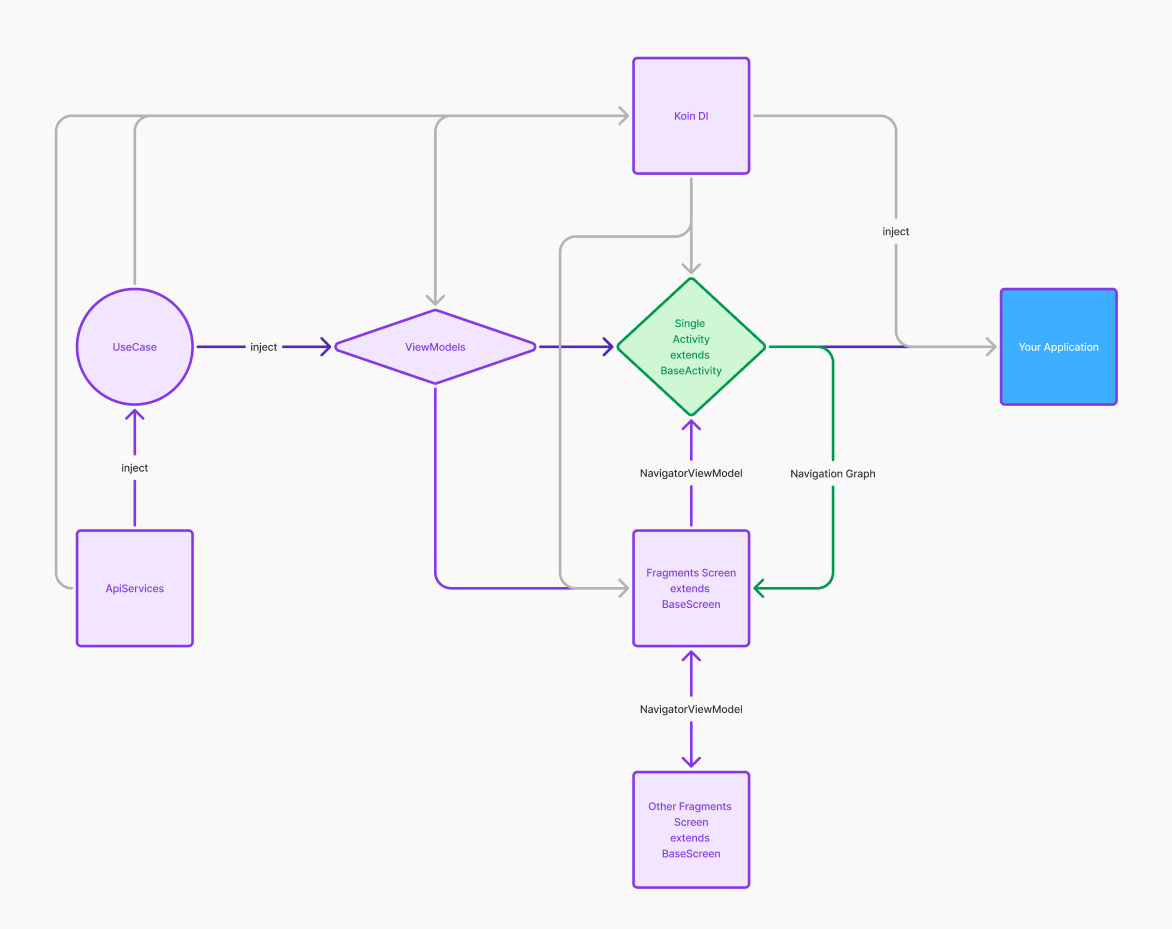 Koin DI
inject
UseCase
inject
ViewModels
Single
Activity
extends
BaseActivity
Your Application
inject
NavigatorViewModel
Navigation Graph
ApiServices
Fragments Screen
extends
BaseScreen
NavigatorViewModel
Other Fragments
Screen
extends
BaseScreen